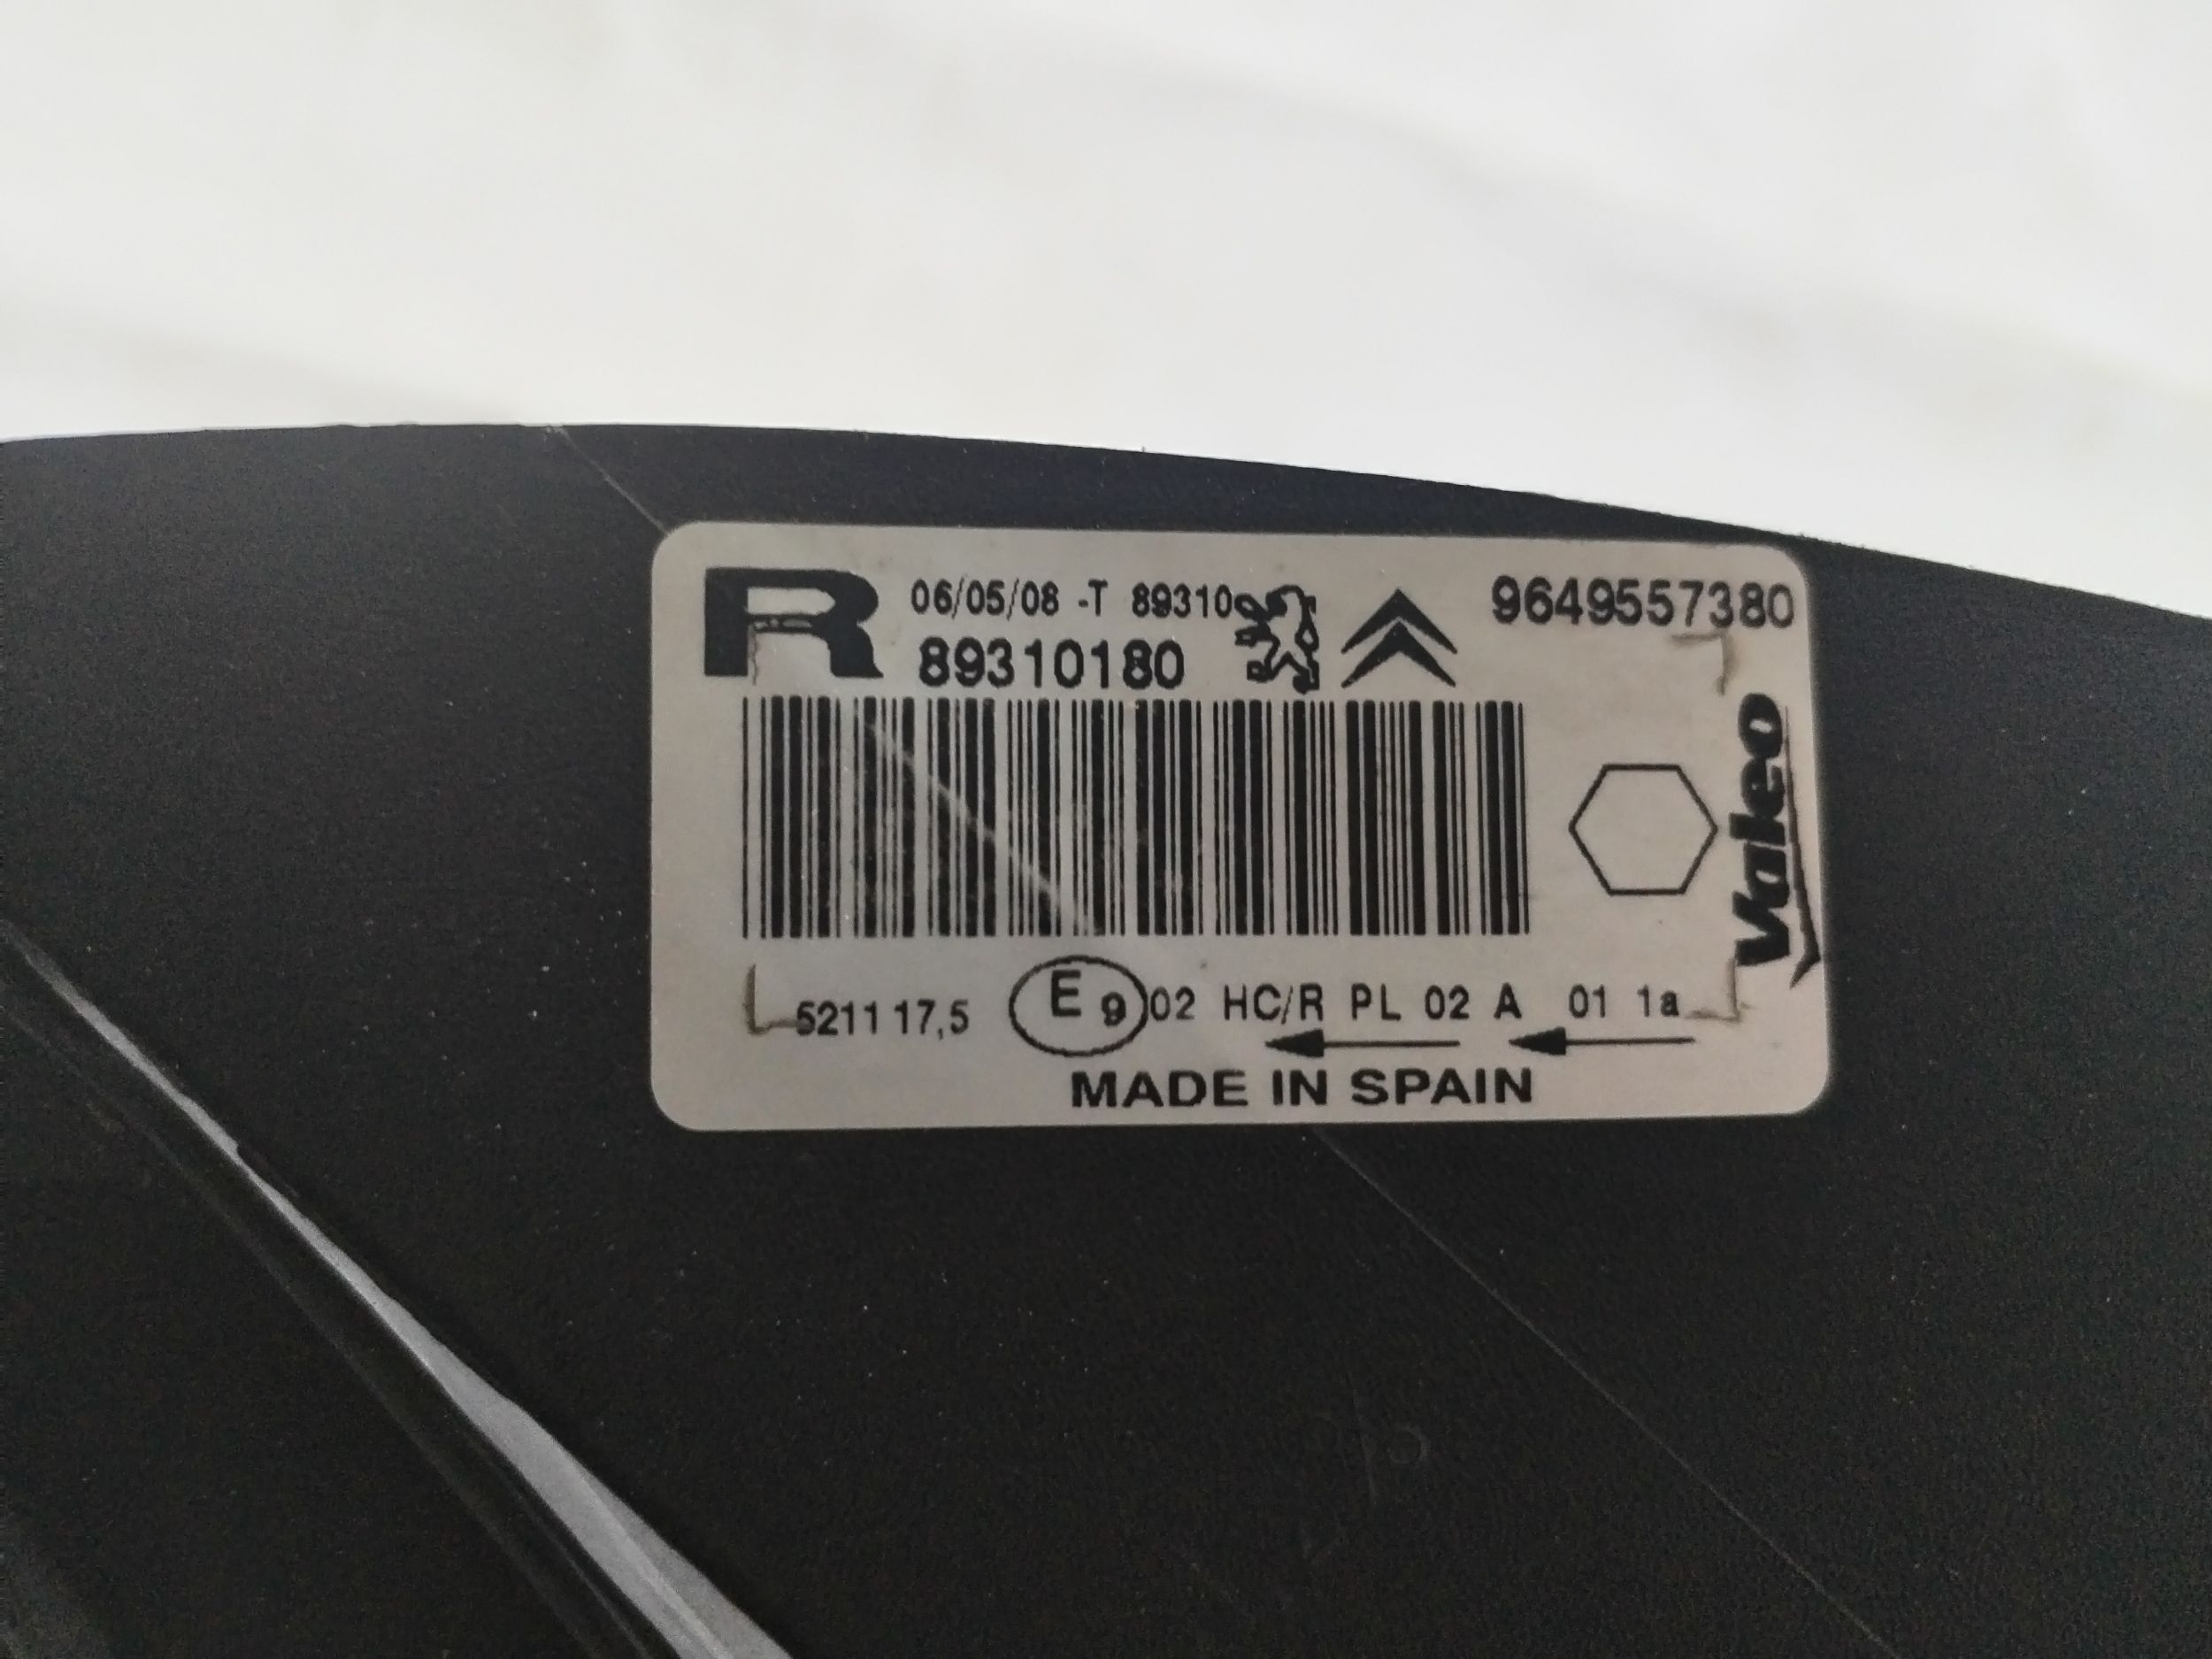 R
06/05/08 -T 89310
89310180
9649557380
Valeo
5211 17,5
E 9 02 HC/R PL 02 A 01 1a
MADE IN SPAIN